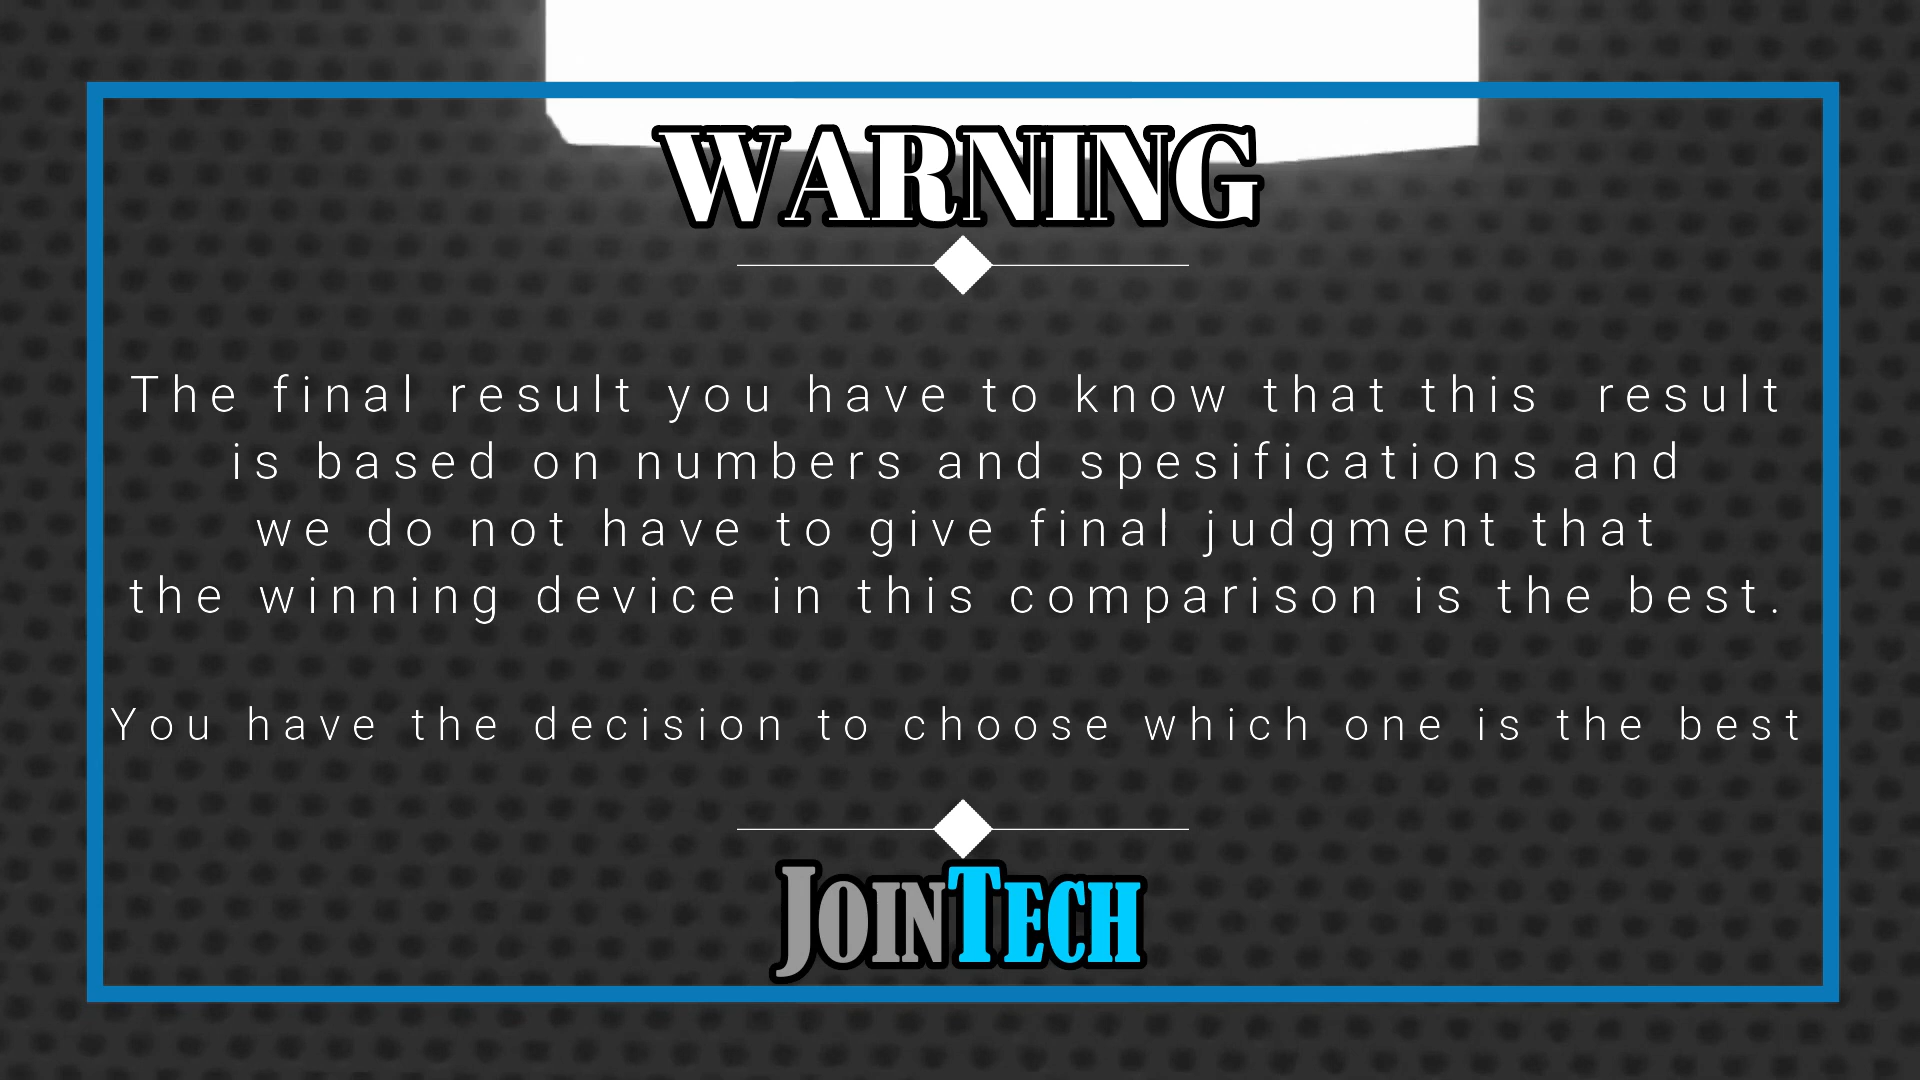 WARNING
The final result you have to know that this result
is based on numbers and spesifications and
we do not have to give final judgment that
the winning device in this comparison is the best.
You have the decision to choose which one is the best
JOINTECH